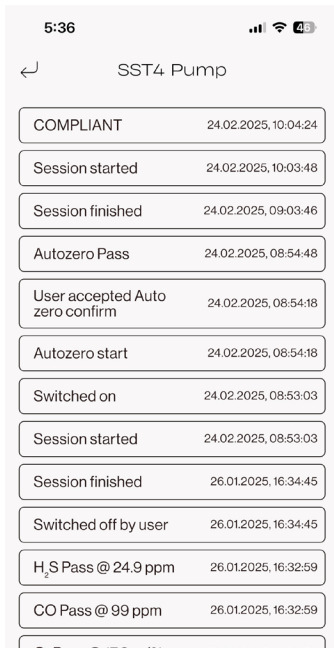 5:36
46
SST4 Pump
COMPLIANT 24.02.2025, 10:04:24
Session started 24.02.2025, 10:03:48
Session finished 24.02.2025, 09:03:46
Autozero Pass 24.02.2025, 08:54:48
User accepted Auto
zero confirm 24.02.2025, 08:54:18
Autozero start 24.02.2025, 08:54:18
Switched on 24.02.2025, 08:53:03
Session started 24.02.2025, 08:53:03
Session finished 26.01.2025, 16:34:45
Switched off by user 26.01.2025, 16:34:45
H₂S Pass @ 24.9 ppm 26.01.2025, 16:32:59
CO Pass @ 99 ppm 26.01.2025, 16:32:59